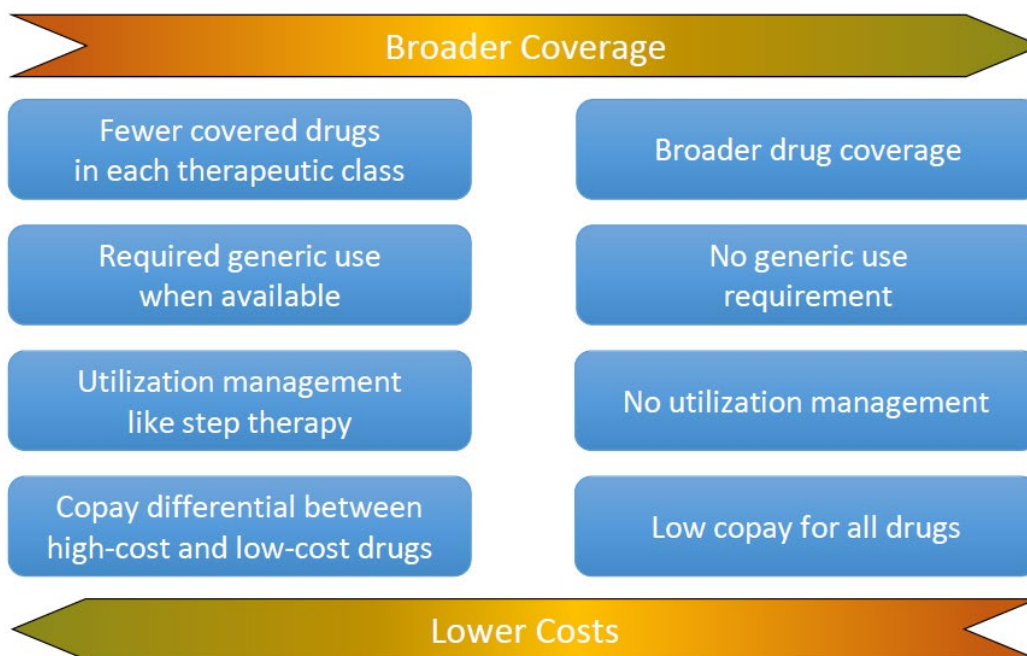 Broader Coverage
Fewer covered drugs
in each therapeutic class
Broader drug coverage
Required generic use
when available
No generic use
requirement
Utilization management
like step therapy
No utilization management
Copay differential between
high-cost and low-cost drugs
Low copay for all drugs
Lower Costs